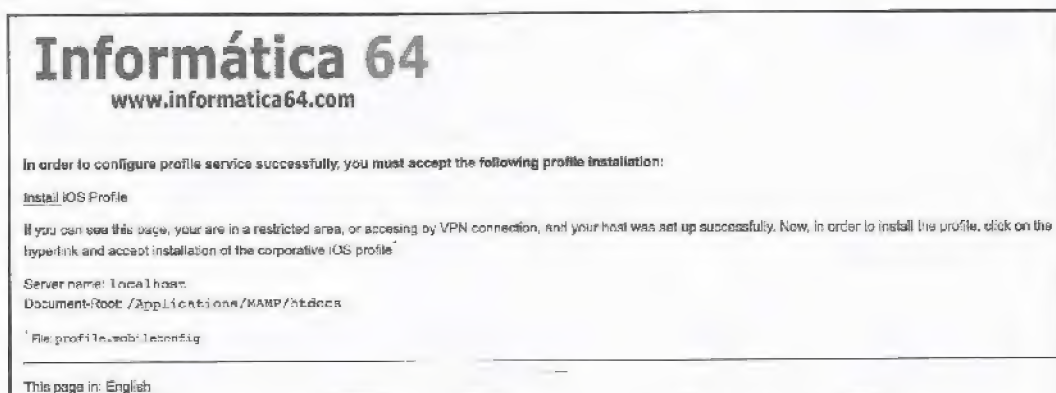 Informática 64
www.informatica64.com
In order to configure profile service successfully, you must accept the following profile installation:
Install iOS Profile
If you can see this page, your are in a restricted area, or accesing by VPN connection, and your host was set up successfully. Now, in order to install the profile, click on the
hyperlink and accept installation of the corporative iOS profile*
Server name: localhost
Document-Root: /Applications/MAMP/htdocs
* File: profile.mobileconfig
This page in: English